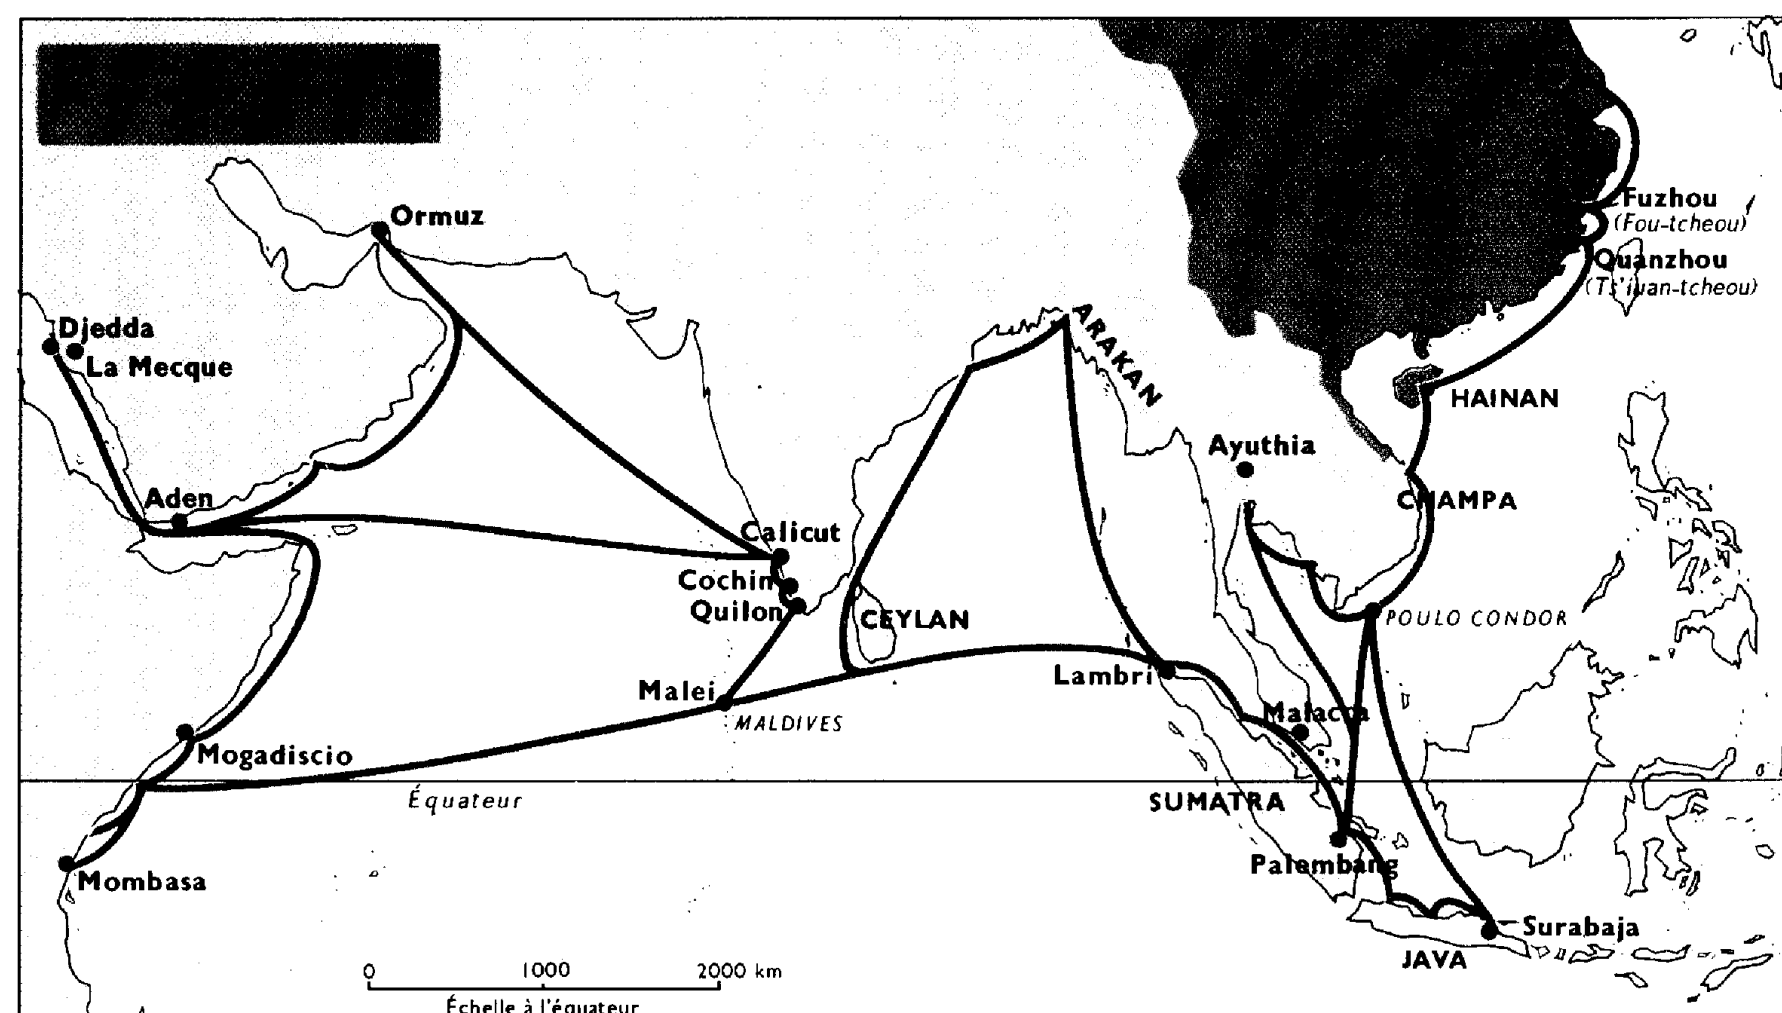 Fuzhou
(Fou-tcheou)
Ormuz
Quanzhou
(Ts'iuan-tcheou)
Djedda
La Mecque
ARAKAN
HAINAN
Ayuthia
Aden
CHAMPA
Calicut
Cochin
Quilon
CEYLAN
POULO CONDOR
Lambri
Malei
MALDIVES
Malacca
Mogadiscio
0°
Équateur
SUMATRA
Palembang
Mombasa
Surabaja
JAVA
0 1000 2000 km
Échelle à l'équateur